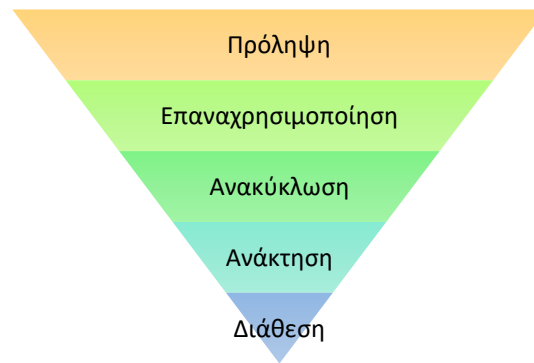 Πρόληψη
Επαναχρησιμοποίηση
Ανακύκλωση
Ανάκτηση
Διάθεση